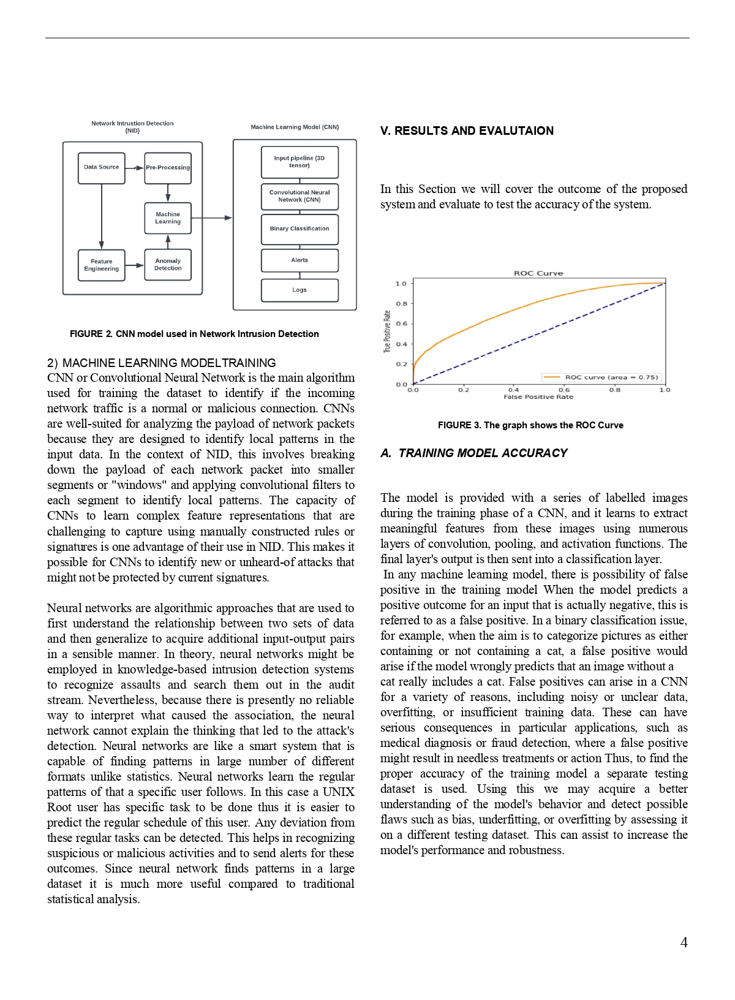 Network Intrustion Detection
(NID)
Machine Learning Model (CNN)
Data Source
Pre-Processing
Machine
Learning
Feature
Engineering
Anomaly
Detection
Input pipeline (3D
tensor)
Convolutional Neural
Network (CNN)
Binary Classification
Alerts
Logs
FIGURE 2. CNN model used in Network Intrusion Detection
2) MACHINE LEARNING MODELTRAINING
CNN or Convolutional Neural Network is the main algorithm
used for training the dataset to identify if the incoming
network traffic is a normal or malicious connection. CNNs
are well-suited for analyzing the payload of network packets
because they are designed to identify local patterns in the
input data. In the context of NID, this involves breaking
down the payload of each network packet into smaller
segments or "windows" and applying convolutional filters to
each segment to identify local patterns. The capacity of
CNNs to learn complex feature representations that are
challenging to capture using manually constructed rules or
signatures is one advantage of their use in NID. This makes it
possible for CNNs to identify new or unheard-of attacks that
might not be protected by current signatures.
Neural networks are algorithmic approaches that are used to
first understand the relationship between two sets of data
and then generalize to acquire additional input-output pairs
in a sensible manner. In theory, neural networks might be
employed in knowledge-based intrusion detection systems
to recognize assaults and search them out in the audit
stream. Nevertheless, because there is presently no reliable
way to interpret what caused the association, the neural
network cannot explain the thinking that led to the attack's
detection. Neural networks are like a smart system that is
capable of finding patterns in large number of different
formats unlike statistics. Neural networks learn the regular
patterns of that a specific user follows. In this case a UNIX
Root user has specific task to be done thus it is easier to
predict the regular schedule of this user. Any deviation from
these regular tasks can be detected. This helps in recognizing
suspicious or malicious activities and to send alerts for these
outcomes. Since neural network finds patterns in a large
dataset it is much more useful compared to traditional
statistical analysis.
V. RESULTS AND EVALUTAION
In this Section we will cover the outcome of the proposed
system and evaluate to test the accuracy of the system.
ROC Curve
True Positive Rate
1.0
0.8
0.6
0.4
0.2
0.0
0.0 0.2 0.4 0.6 0.8 1.0
False Positive Rate
ROC curve (area = 0.75)
FIGURE 3. The graph shows the ROC Curve
A. TRAINING MODEL ACCURACY
The model is provided with a series of labelled images
during the training phase of a CNN, and it learns to extract
meaningful features from these images using numerous
layers of convolution, pooling, and activation functions. The
final layer's output is then sent into a classification layer.
In any machine learning model, there is possibility of false
positive in the training model When the model predicts a
positive outcome for an input that is actually negative, this is
referred to as a false positive. In a binary classification issue,
for example, when the aim is to categorize pictures as either
containing or not containing a cat, a false positive would
arise if the model wrongly predicts that an image without a
cat really includes a cat. False positives can arise in a CNN
for a variety of reasons, including noisy or unclear data,
overfitting, or insufficient training data. These can have
serious consequences in particular applications, such as
medical diagnosis or fraud detection, where a false positive
might result in needless treatments or action Thus, to find the
proper accuracy of the training model a separate testing
dataset is used. Using this we may acquire a better
understanding of the model's behavior and detect possible
flaws such as bias, underfitting, or overfitting by assessing it
on a different testing dataset. This can assist to increase the
model's performance and robustness.
4